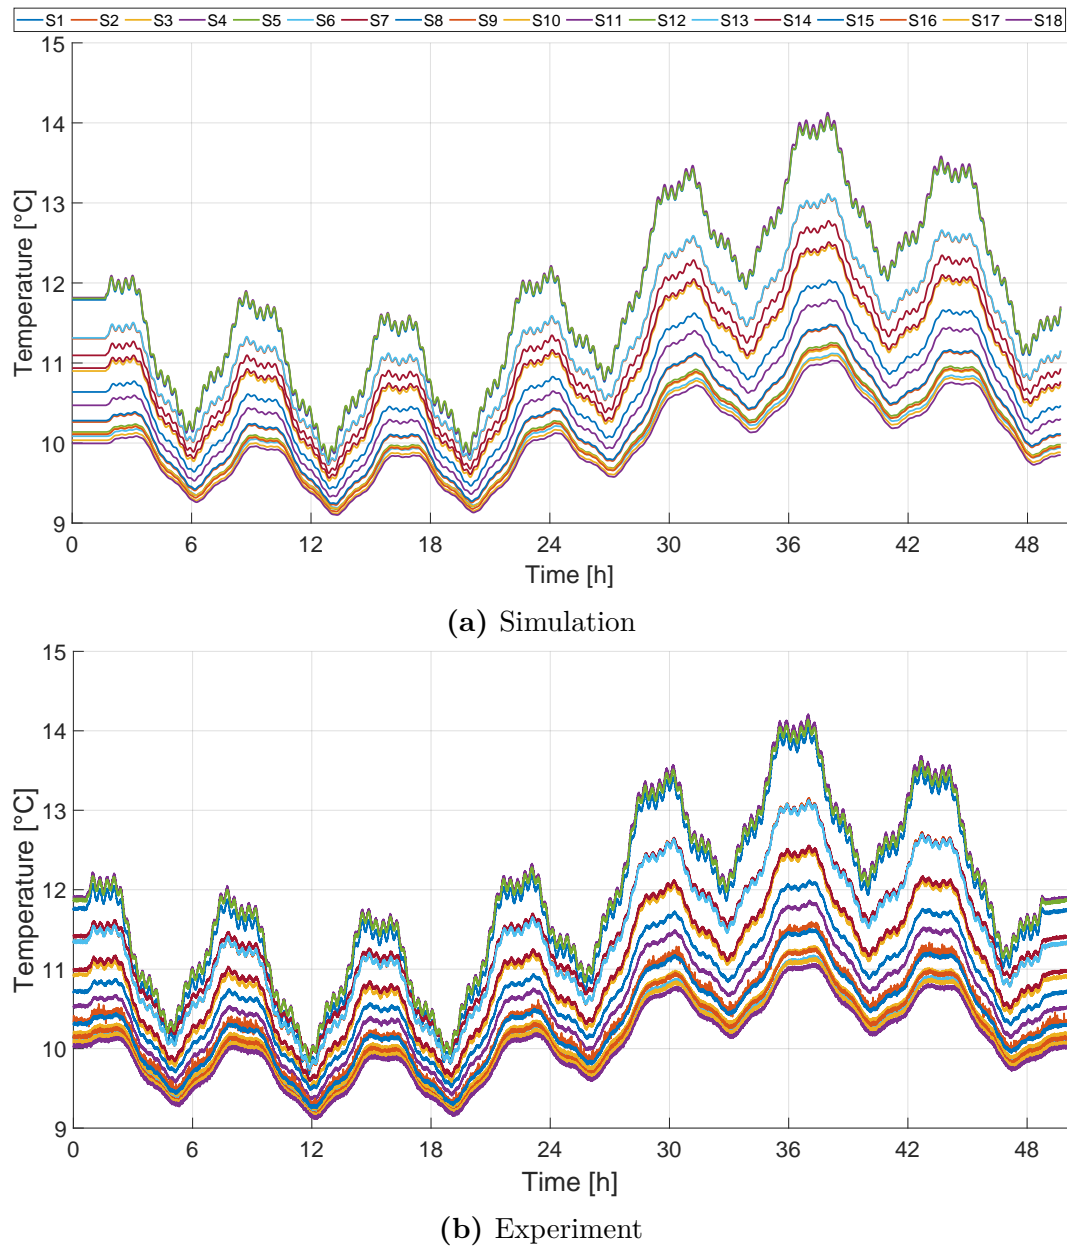 S1 S2 S3 S4 S5 S6 S7 S8 S9 S10 S11 S12 S13 S14 S15 S16 S17 S18
15
14
13
12
11
10
9
Temperature [°C]
0 6 12 18 24 30 36 42 48
Time [h]
(a) Simulation
15
14
13
12
11
10
9
Temperature [°C]
0 6 12 18 24 30 36 42 48
Time [h]
(b) Experiment